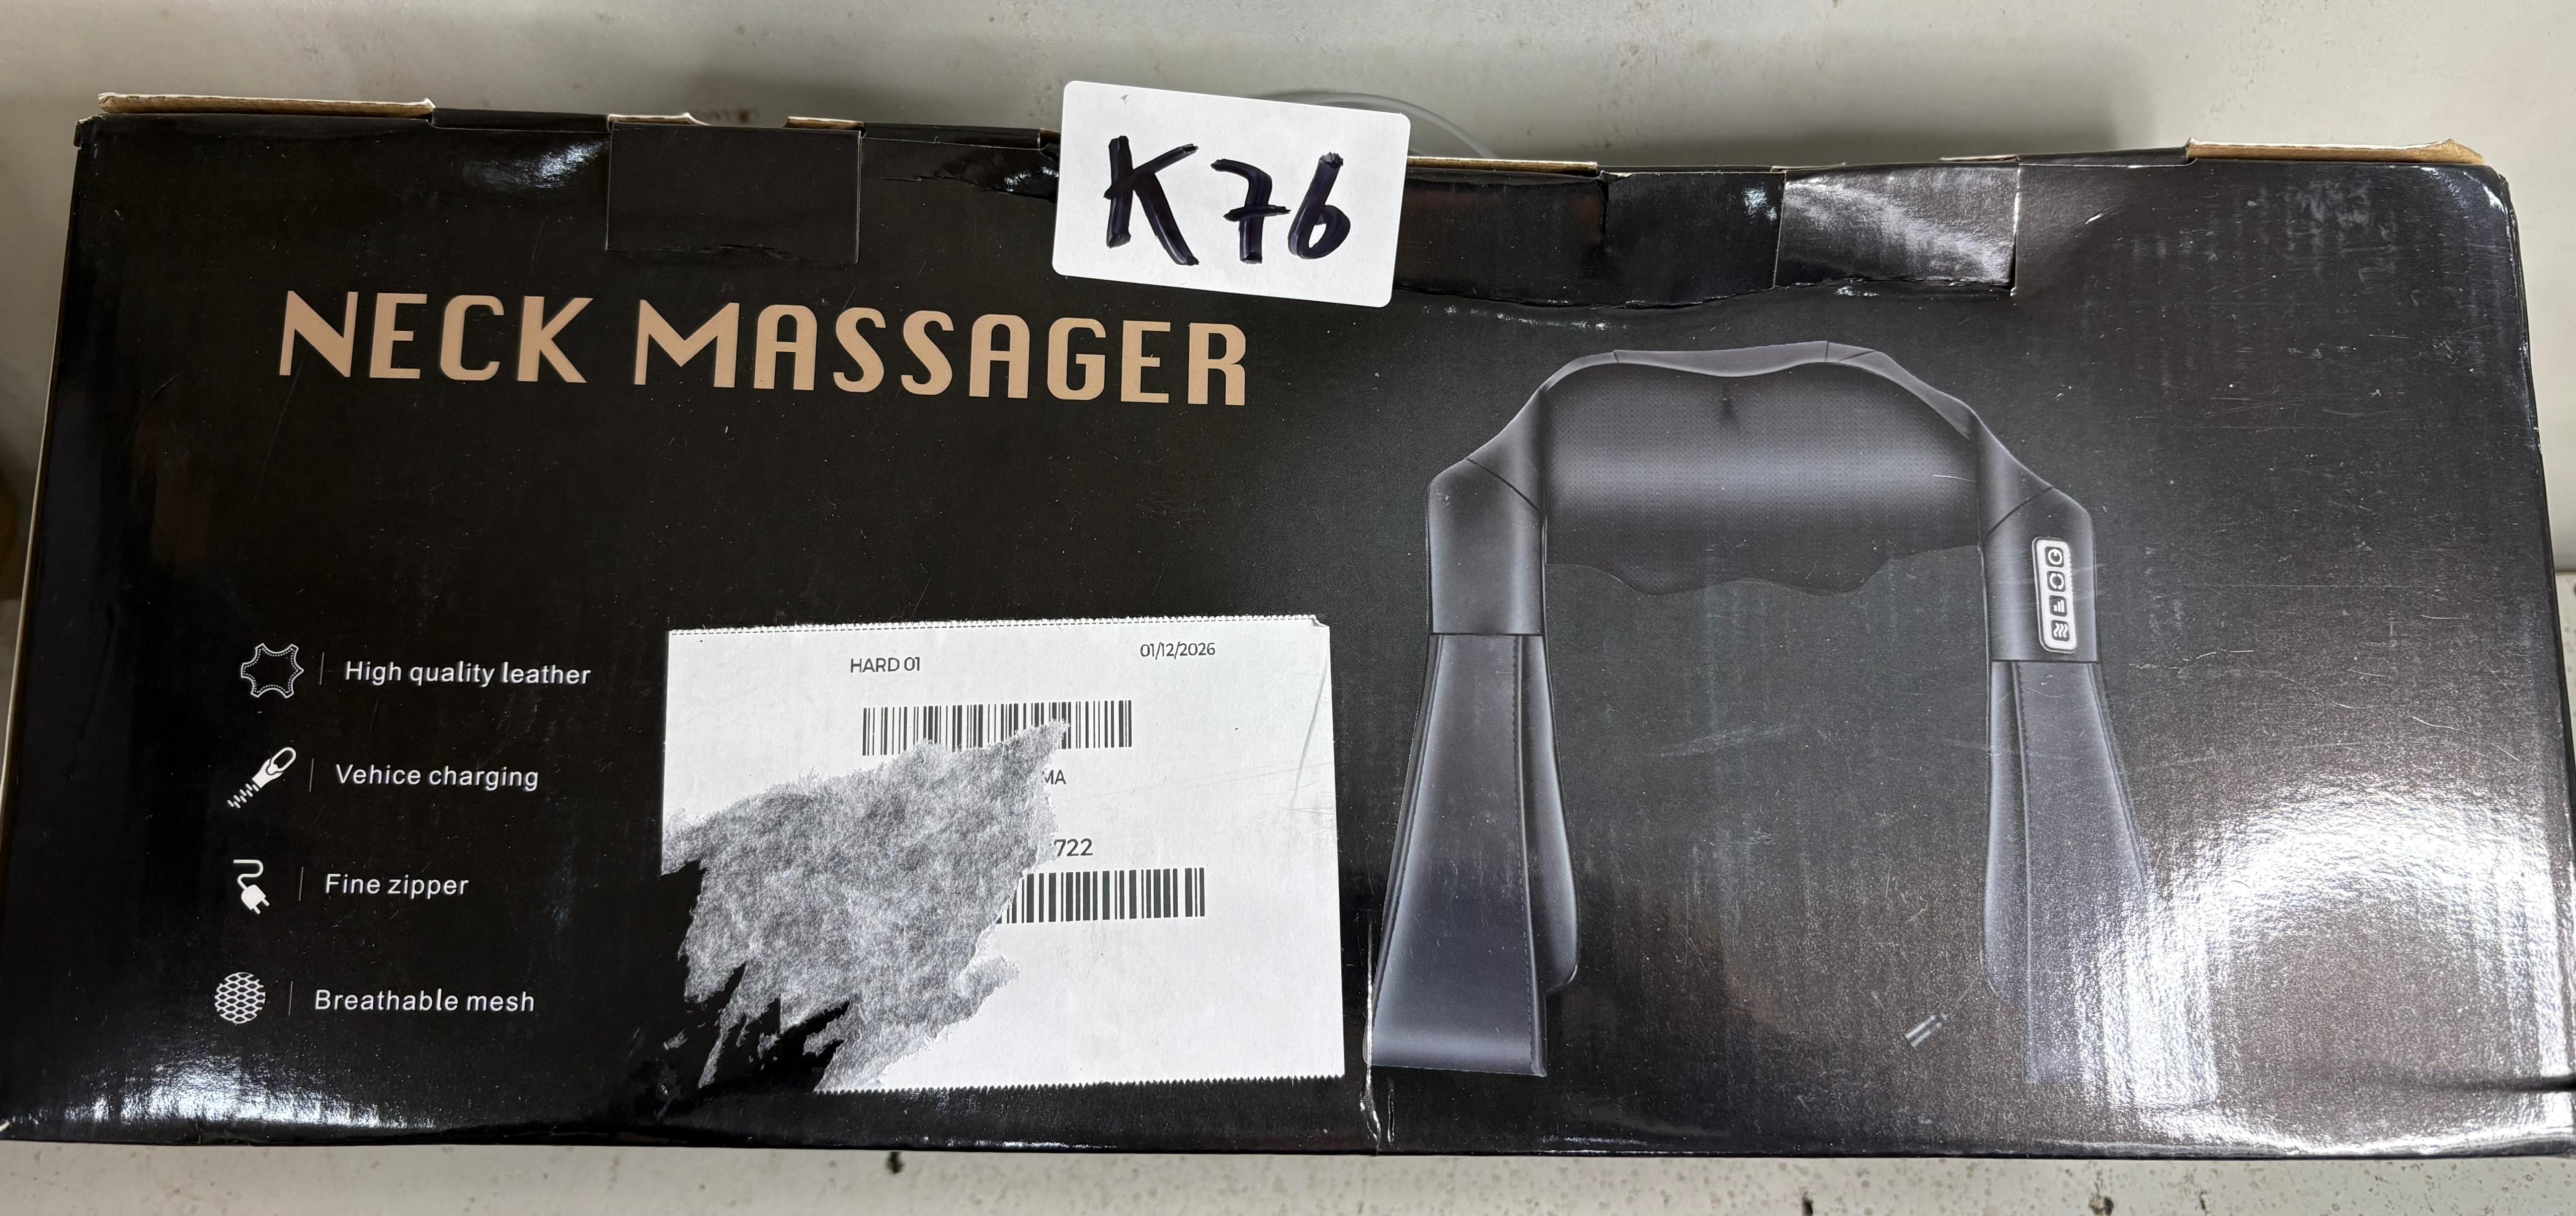 K76
NECK MASSAGER
High quality leather
Vehice charging
Fine zipper
Breathable mesh
HARD 01
01/12/2026
MA
722